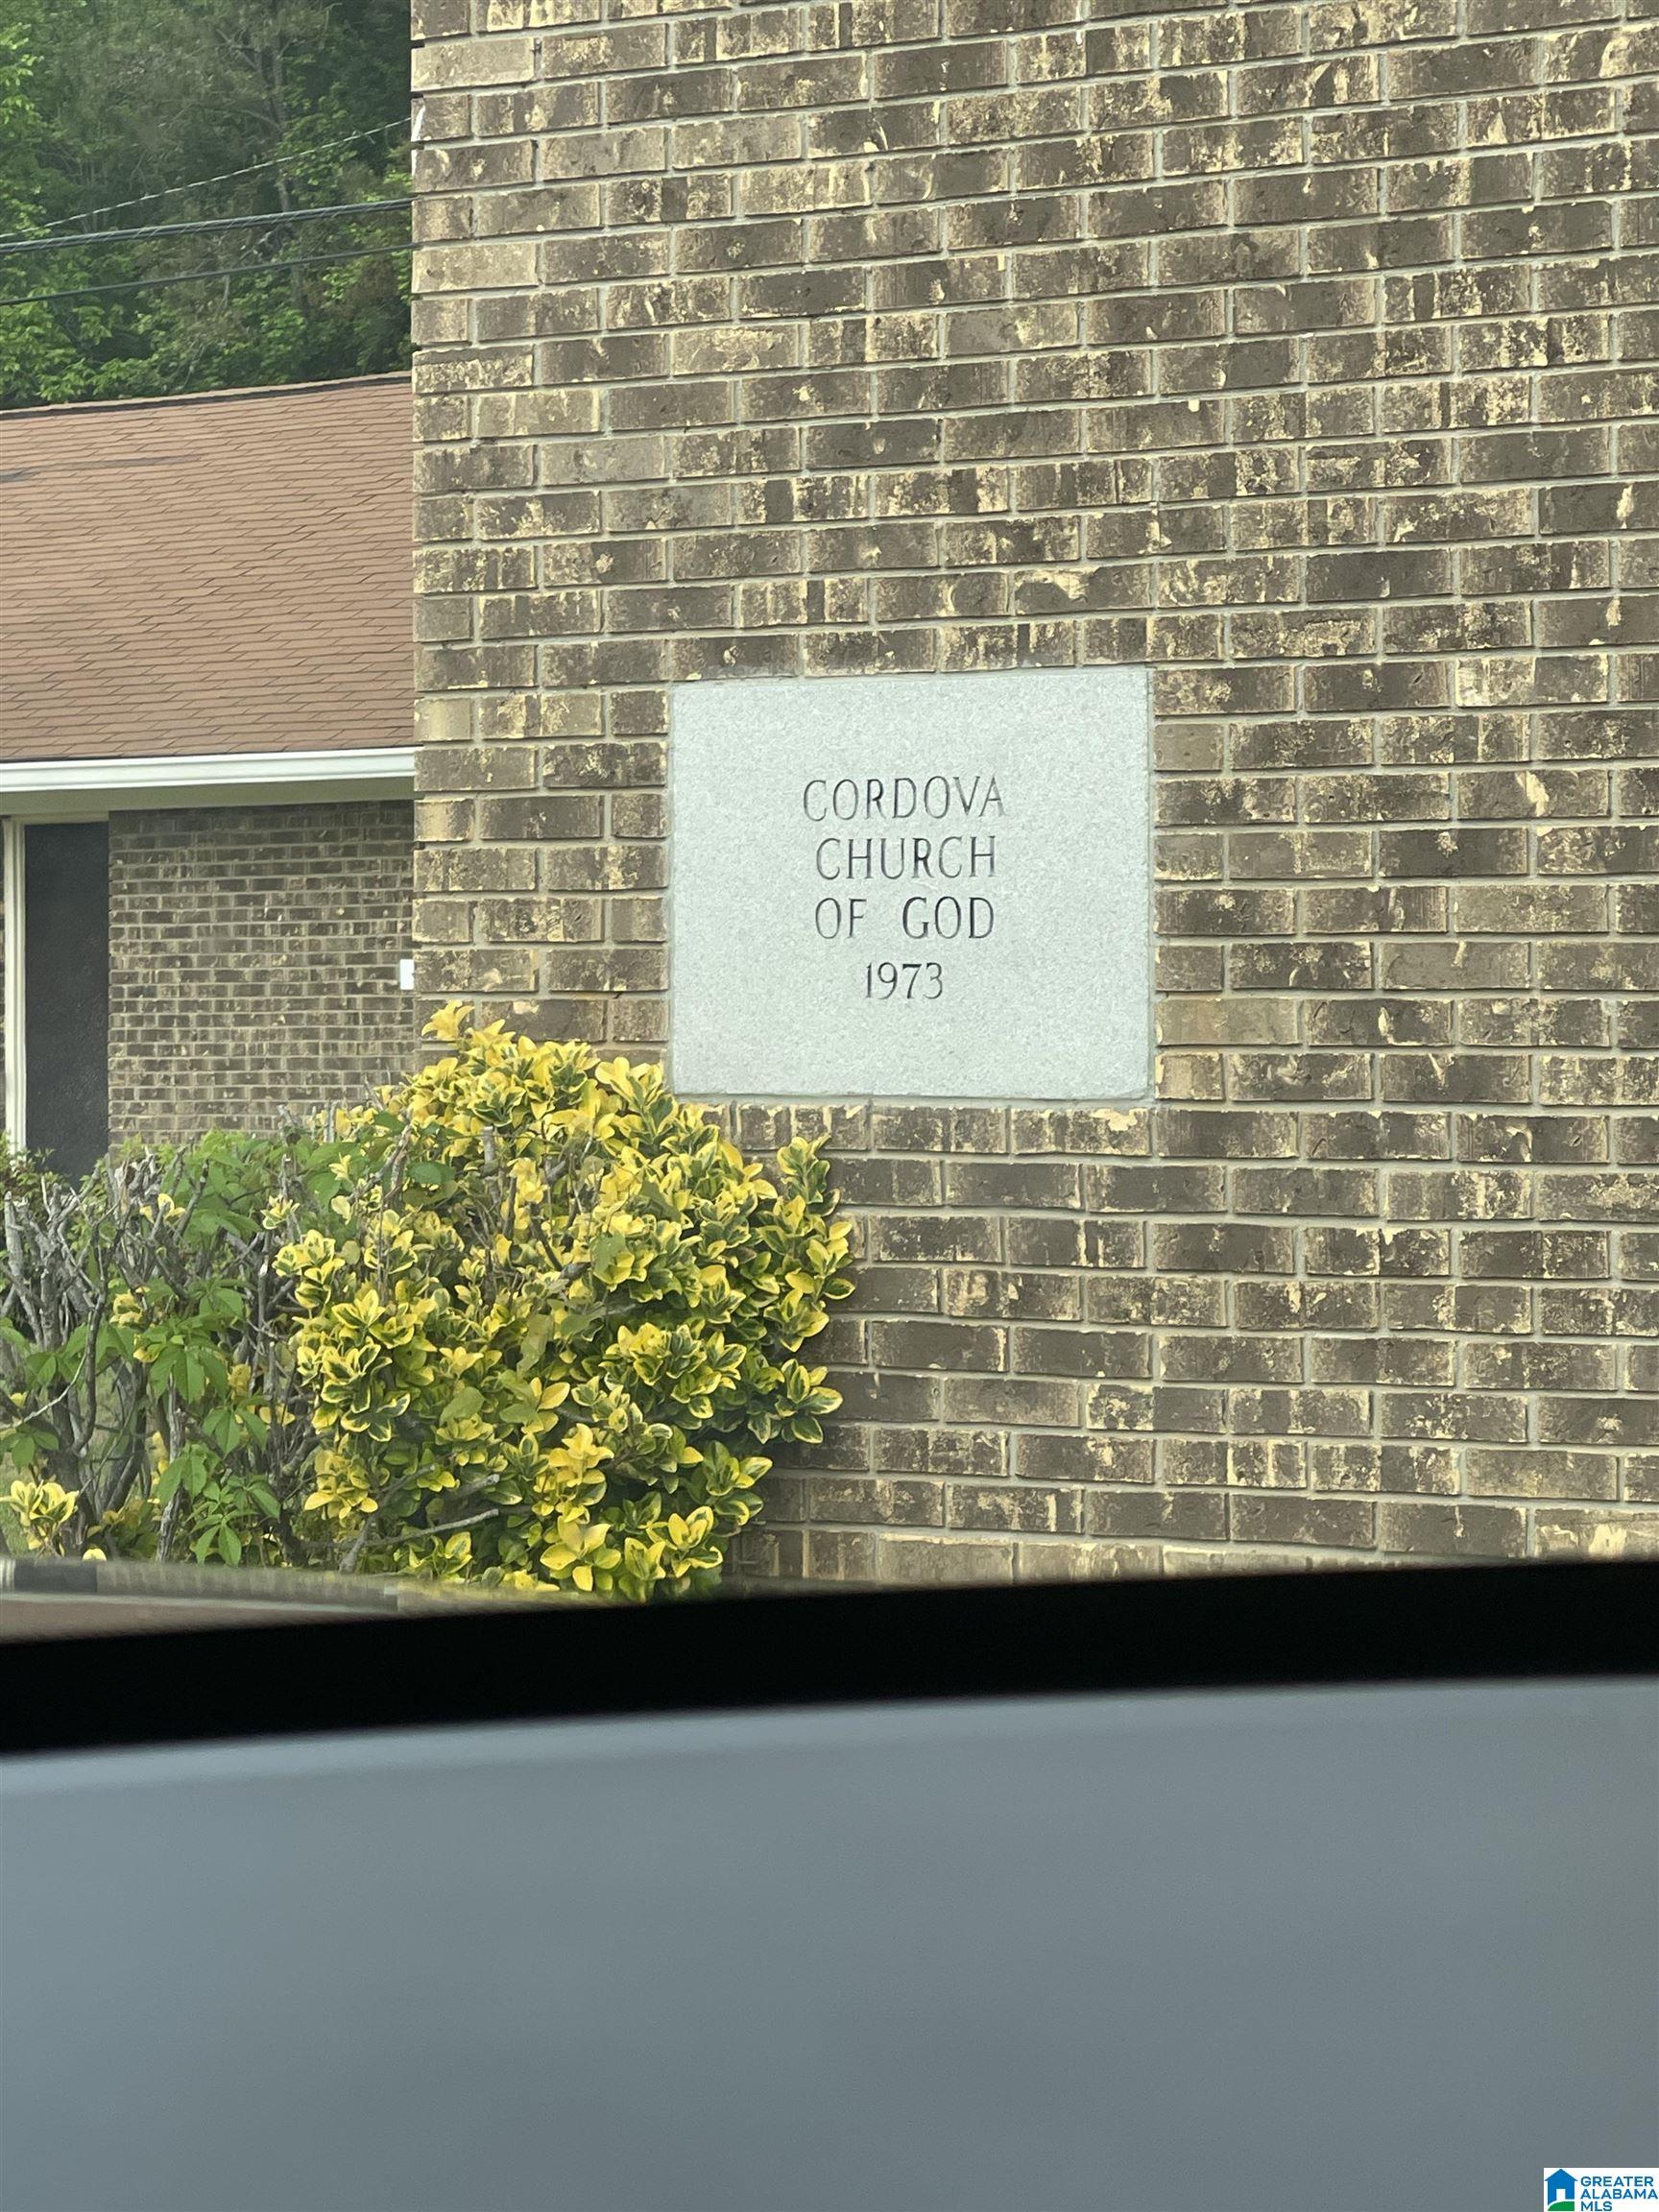 CORDOVA
CHURCH
OF GOD
1973
GREATER
ALABAMA
MLS